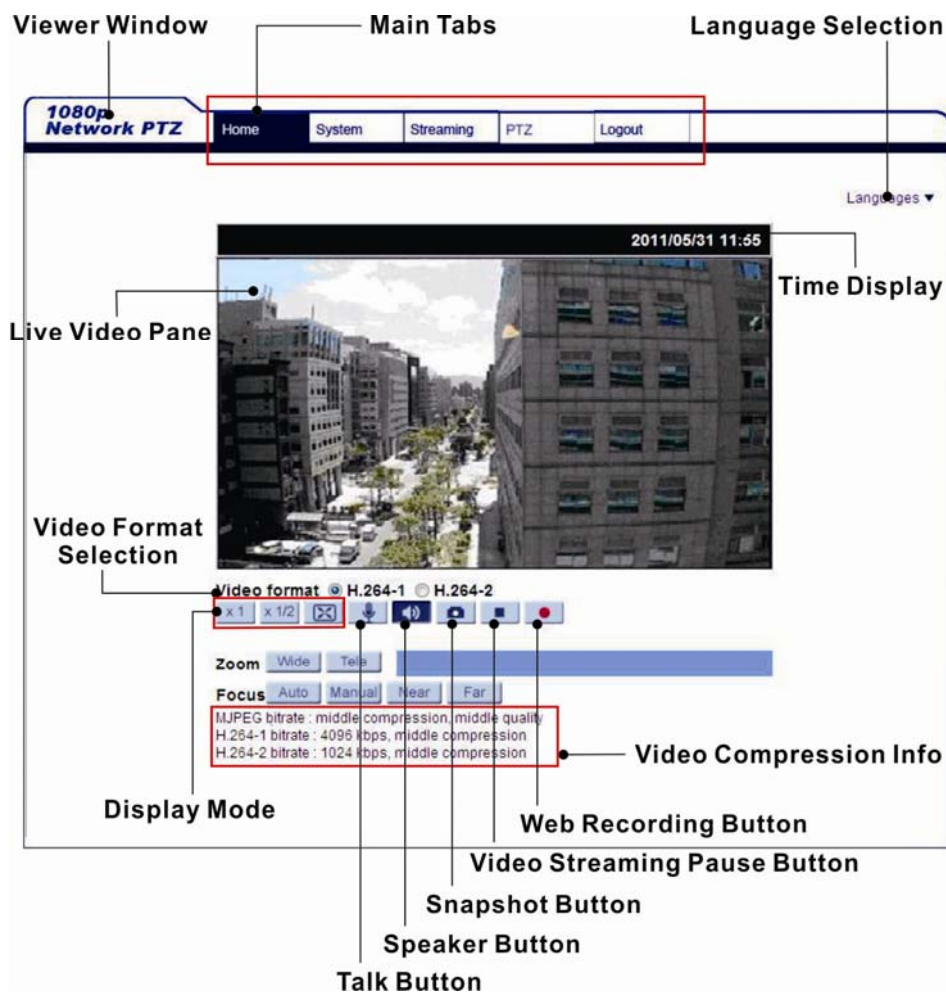 Viewer Window
Main Tabs
Language Selection
1080p
Network PTZ
Home
System
Streaming
PTZ
Logout
Languages ▼
2011/05/31 11:55
Time Display
Live Video Pane
Video Format
Selection
Video format H.264-1 H.264-2
x 1
x 1/2
Zoom Wide Tele
Focus Auto Manual Near Far
MJPEG bitrate : middle compression, middle quality
H.264-1 bitrate : 4096 kbps, middle compression
H.264-2 bitrate : 1024 kbps, middle compression
Video Compression Info
Display Mode
Web Recording Button
Video Streaming Pause Button
Snapshot Button
Speaker Button
Talk Button